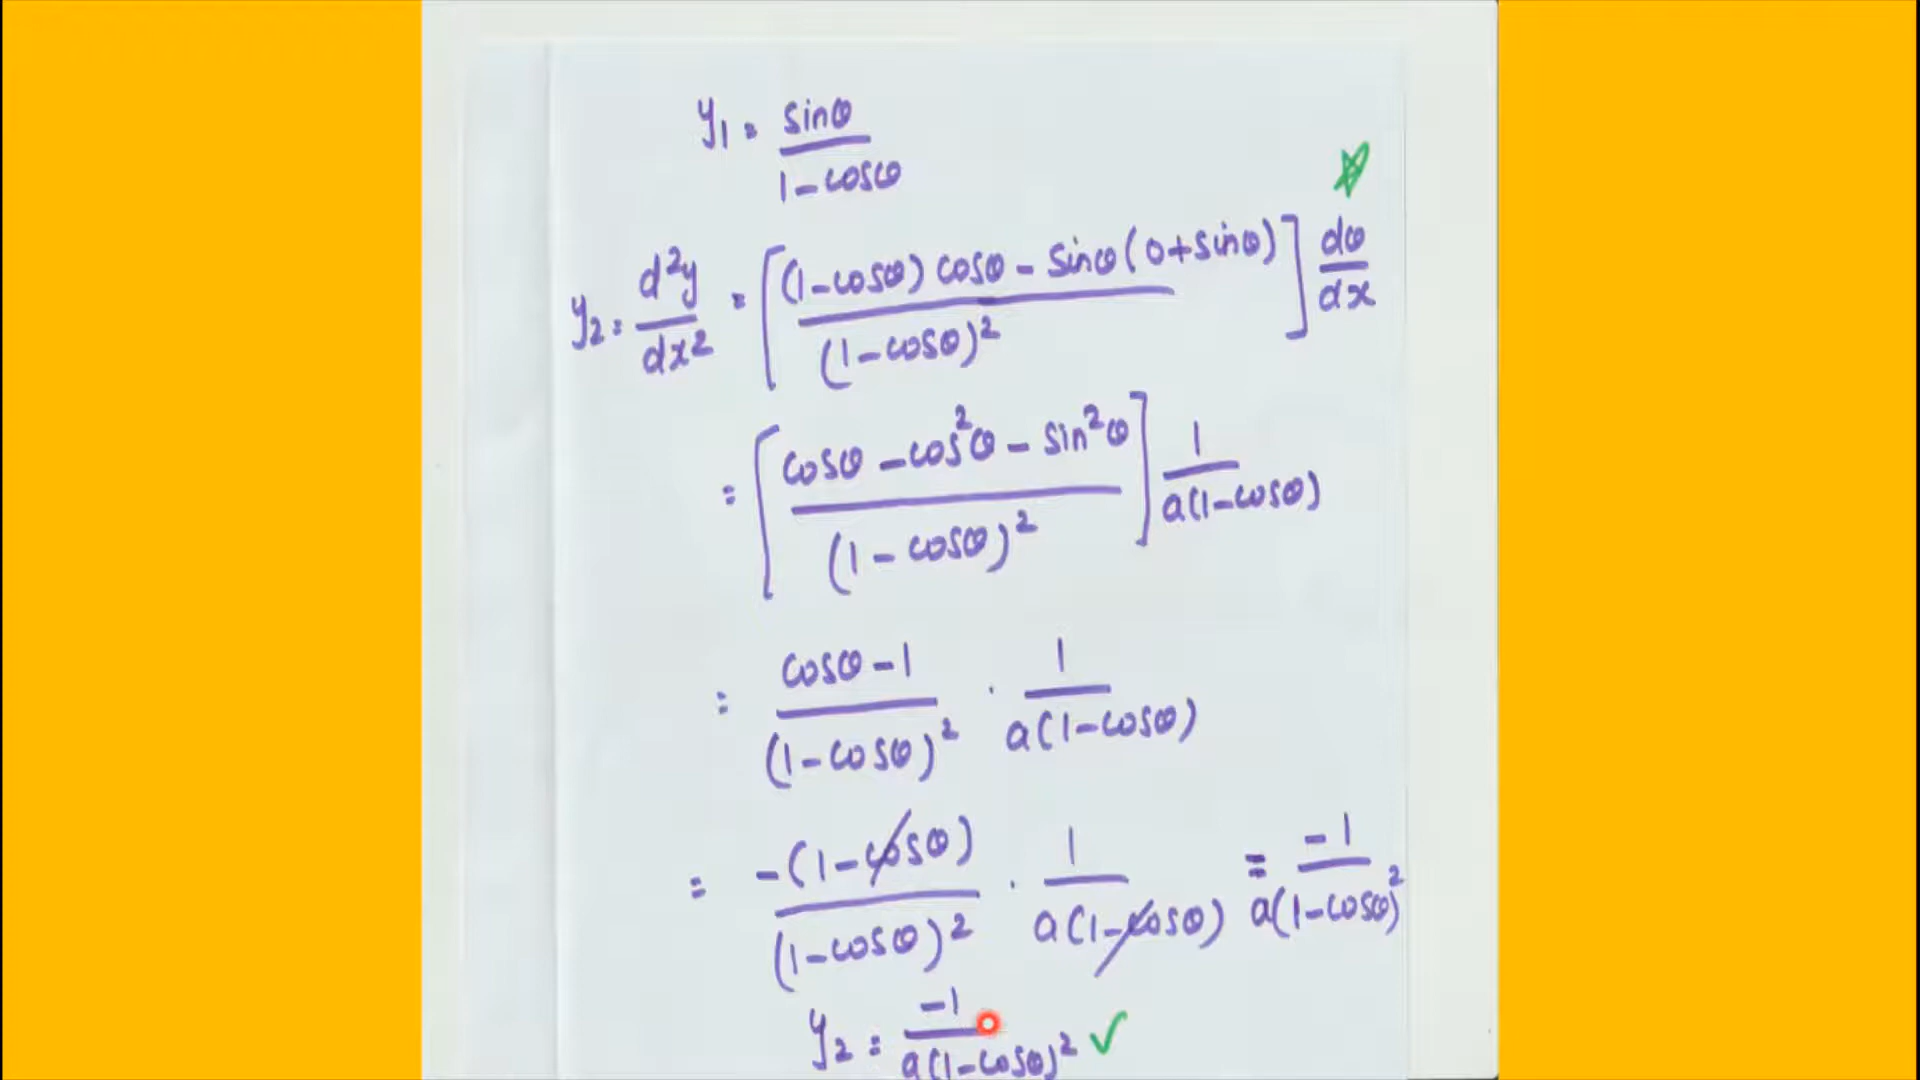 y₁ = sinθ / (1-cosθ)
y₂ = d²y/dx² = [((1-cosθ) cosθ - sinθ (0+sinθ)) / (1-cosθ)²] dθ/dx
= [(cosθ - cos²θ - sin²θ) / (1-cosθ)²] 1/(a(1-cosθ))
= (cosθ-1) / (1-cosθ)² · 1/(a(1-cosθ))
= -(1-cosθ) / (1-cosθ)² · 1/(a(1-cosθ)) = -1/(a(1-cosθ)²)
y₂ = -1/(a(1-cosθ)²) ✓